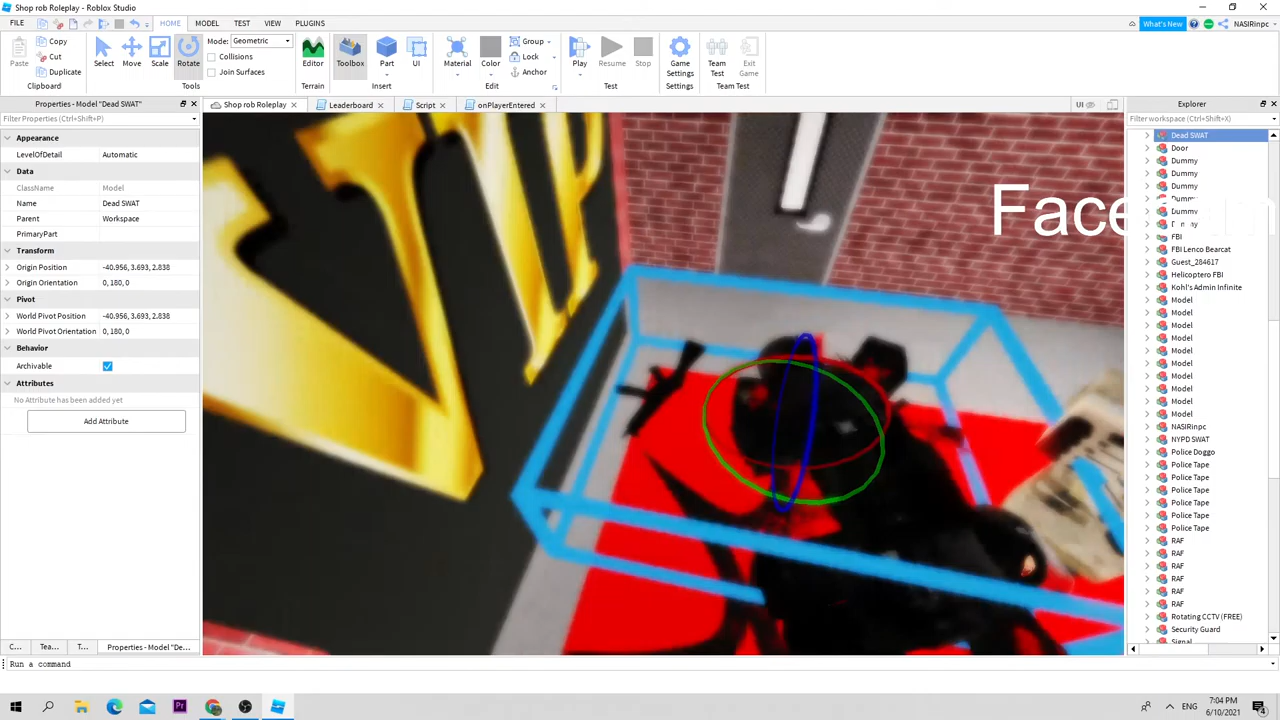 Shop rob Roleplay - Roblox Studio
FILE
HOME
MODEL
TEST
VIEW
PLUGINS
What's New
NASIRinpc
Paste
Copy
Cut
Duplicate
Clipboard
Select
Move
Scale
Rotate
Mode: Geometric
Collisions
Join Surfaces
Tools
Editor
Terrain
Toolbox
Part
UI
Insert
Material
Color
Group
Lock
Anchor
Edit
Play
Resume
Stop
Test
Game Settings
Settings
Team Test
Exit Game
Team Test
Properties - Model "Dead SWAT"
Filter Properties (Ctrl+Shift+P)
Appearance
LevelOfDetail Automatic
Data
ClassName Model
Name Dead SWAT
Parent Workspace
PrimaryPart
Transform
Origin Position -40.956, 3.693, 2.838
Origin Orientation 0, 180, 0
Pivot
World Pivot Position -40.956, 3.693, 2.838
World Pivot Orientation 0, 180, 0
Behavior
Archivable
Attributes
No Attribute has been added yet
Add Attribute
C...
Tea...
T...
Properties - Model "De...
Shop rob Roleplay
Leaderboard
Script
onPlayerEntered
UI
Explorer
Filter workspace (Ctrl+Shift+X)
Dead SWAT
Door
Dummy
Dummy
Dummy
Dummy
Dummy
Dummy
FBI
FBI Lenco Bearcat
Guest_284617
Helicoptero FBI
Kohl's Admin Infinite
Model
Model
Model
Model
Model
Model
Model
Model
Model
Model
NASIRinpc
NYPD SWAT
Police Doggo
Police Tape
Police Tape
Police Tape
Police Tape
Police Tape
Police Tape
RAF
RAF
RAF
RAF
RAF
RAF
Rotating CCTV (FREE)
Security Guard
Signal
Run a command
ENG
7:04 PM
6/10/2021
4